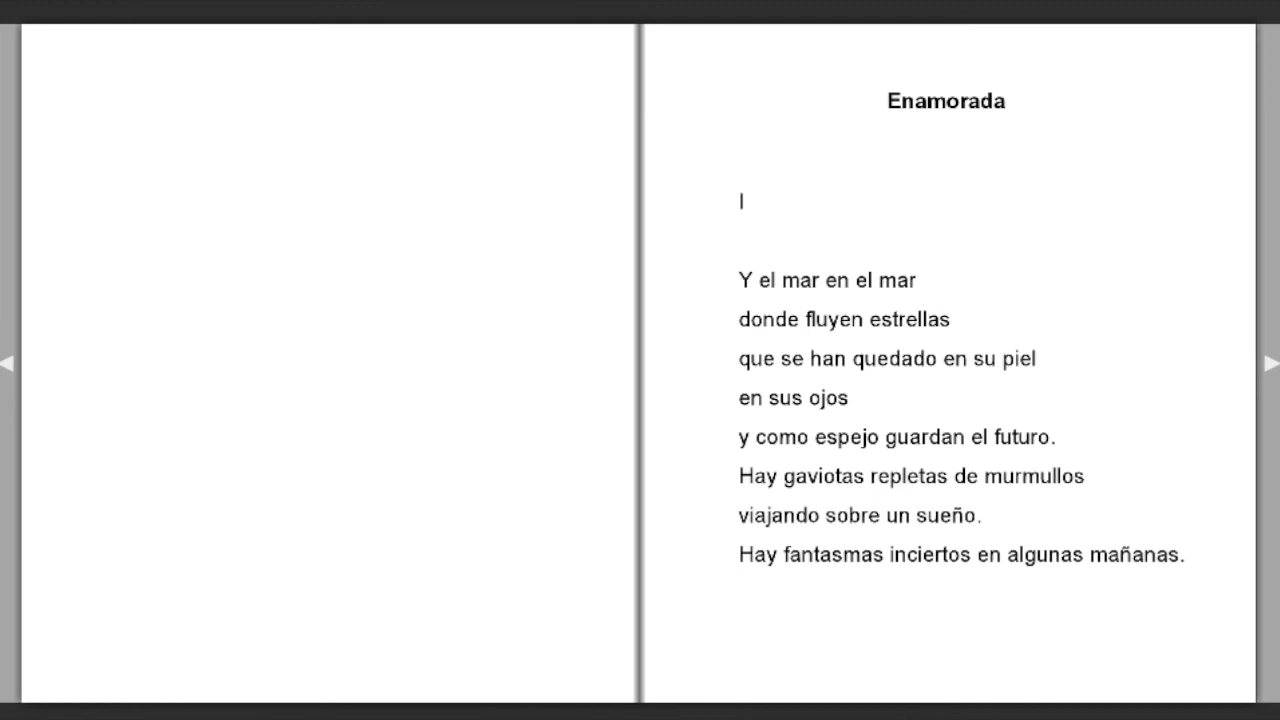 Enamorada
I
Y el mar en el mar
donde fluyen estrellas
que se han quedado en su piel
en sus ojos
y como espejo guardan el futuro.
Hay gaviotas repletas de murmullos
viajando sobre un sueño.
Hay fantasmas inciertos en algunas mañanas.